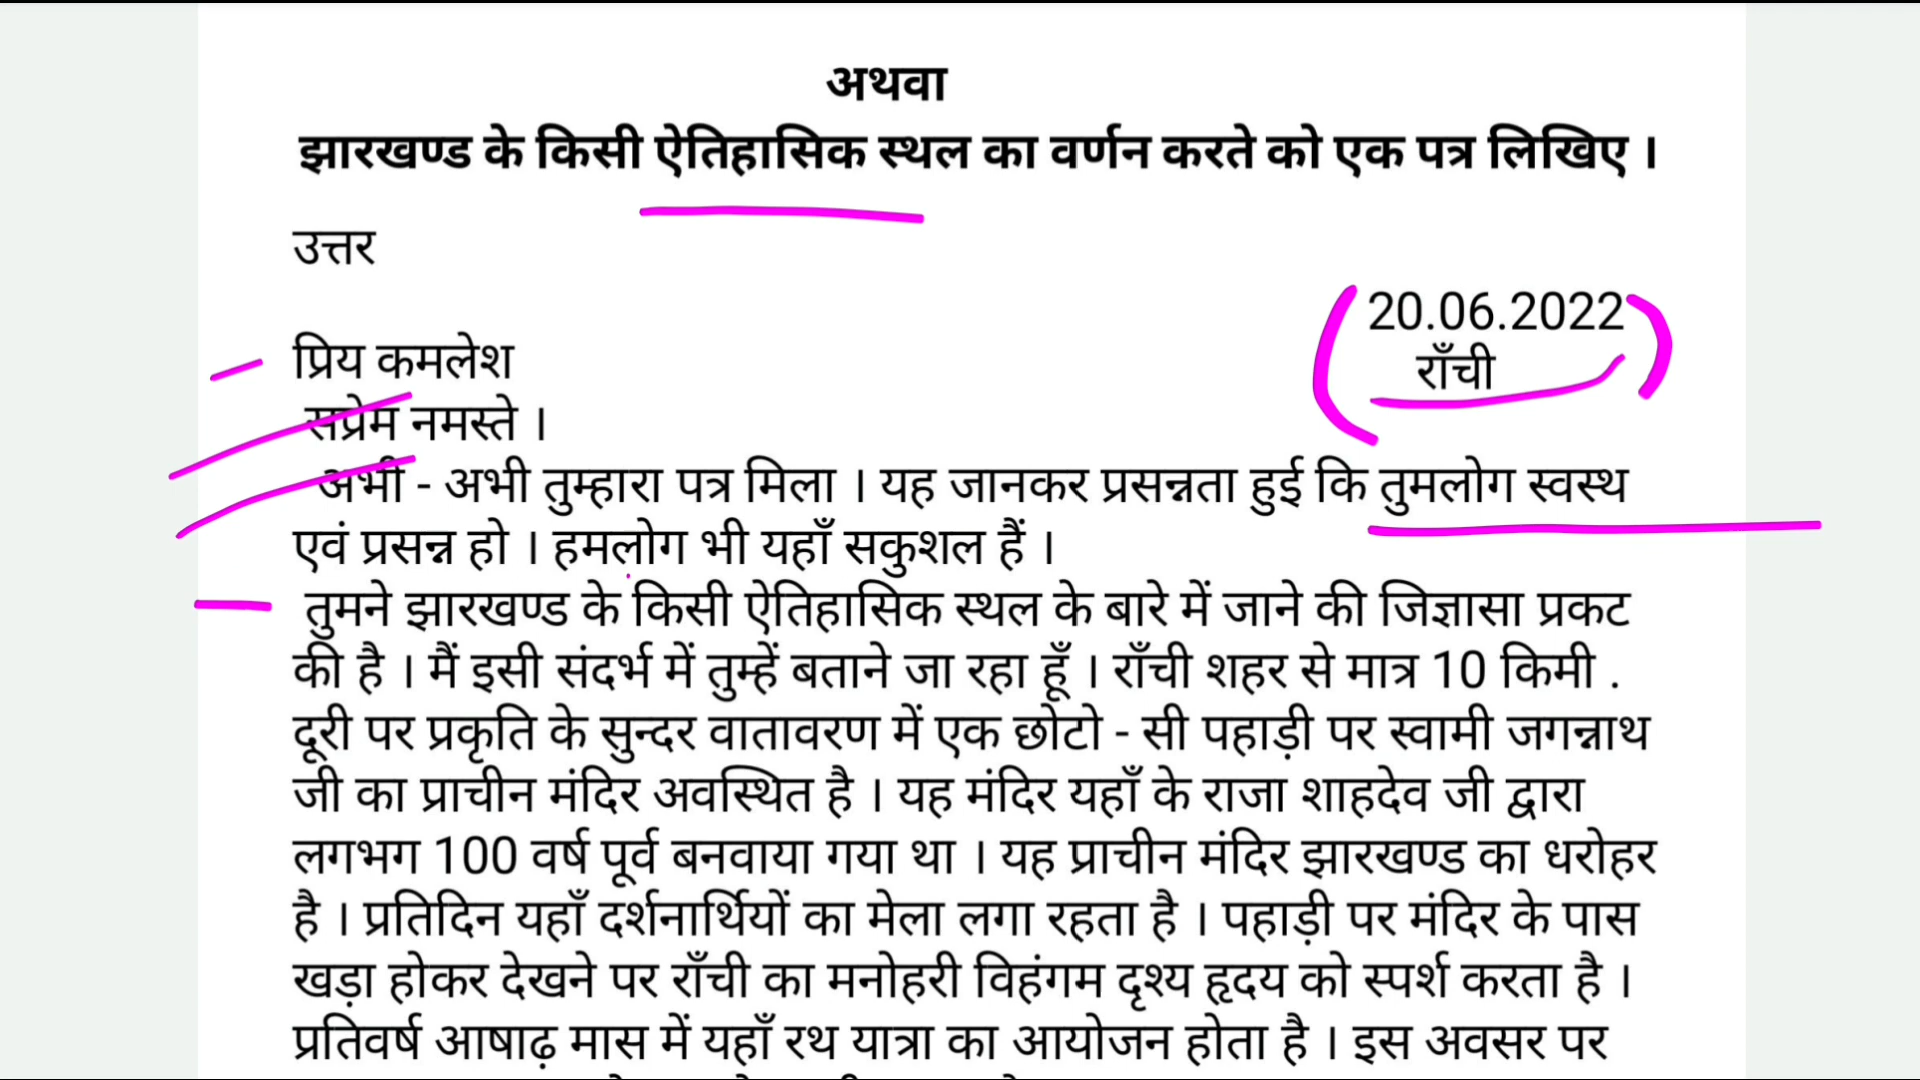 अथवा
झारखण्ड के किसी ऐतिहासिक स्थल का वर्णन करते को एक पत्र लिखिए ।
उत्तर
20.06.2022
राँची
प्रिय कमलेश
सप्रेम नमस्ते ।
अभी - अभी तुम्हारा पत्र मिला । यह जानकर प्रसन्नता हुई कि तुमलोग स्वस्थ
एवं प्रसन्न हो । हमलोग भी यहाँ सकुशल हैं ।
तुमने झारखण्ड के किसी ऐतिहासिक स्थल के बारे में जाने की जिज्ञासा प्रकट
की है । मैं इसी संदर्भ में तुम्हें बताने जा रहा हूँ । राँची शहर से मात्र 10 किमी .
दूरी पर प्रकृति के सुन्दर वातावरण में एक छोटो - सी पहाड़ी पर स्वामी जगन्नाथ
जी का प्राचीन मंदिर अवस्थित है । यह मंदिर यहाँ के राजा शाहदेव जी द्वारा
लगभग 100 वर्ष पूर्व बनवाया गया था । यह प्राचीन मंदिर झारखण्ड का धरोहर
है । प्रतिदिन यहाँ दर्शनार्थियों का मेला लगा रहता है । पहाड़ी पर मंदिर के पास
खड़ा होकर देखने पर राँची का मनोहरी विहंगम दृश्य हृदय को स्पर्श करता है ।
प्रतिवर्ष आषाढ़ मास में यहाँ रथ यात्रा का आयोजन होता है । इस अवसर पर